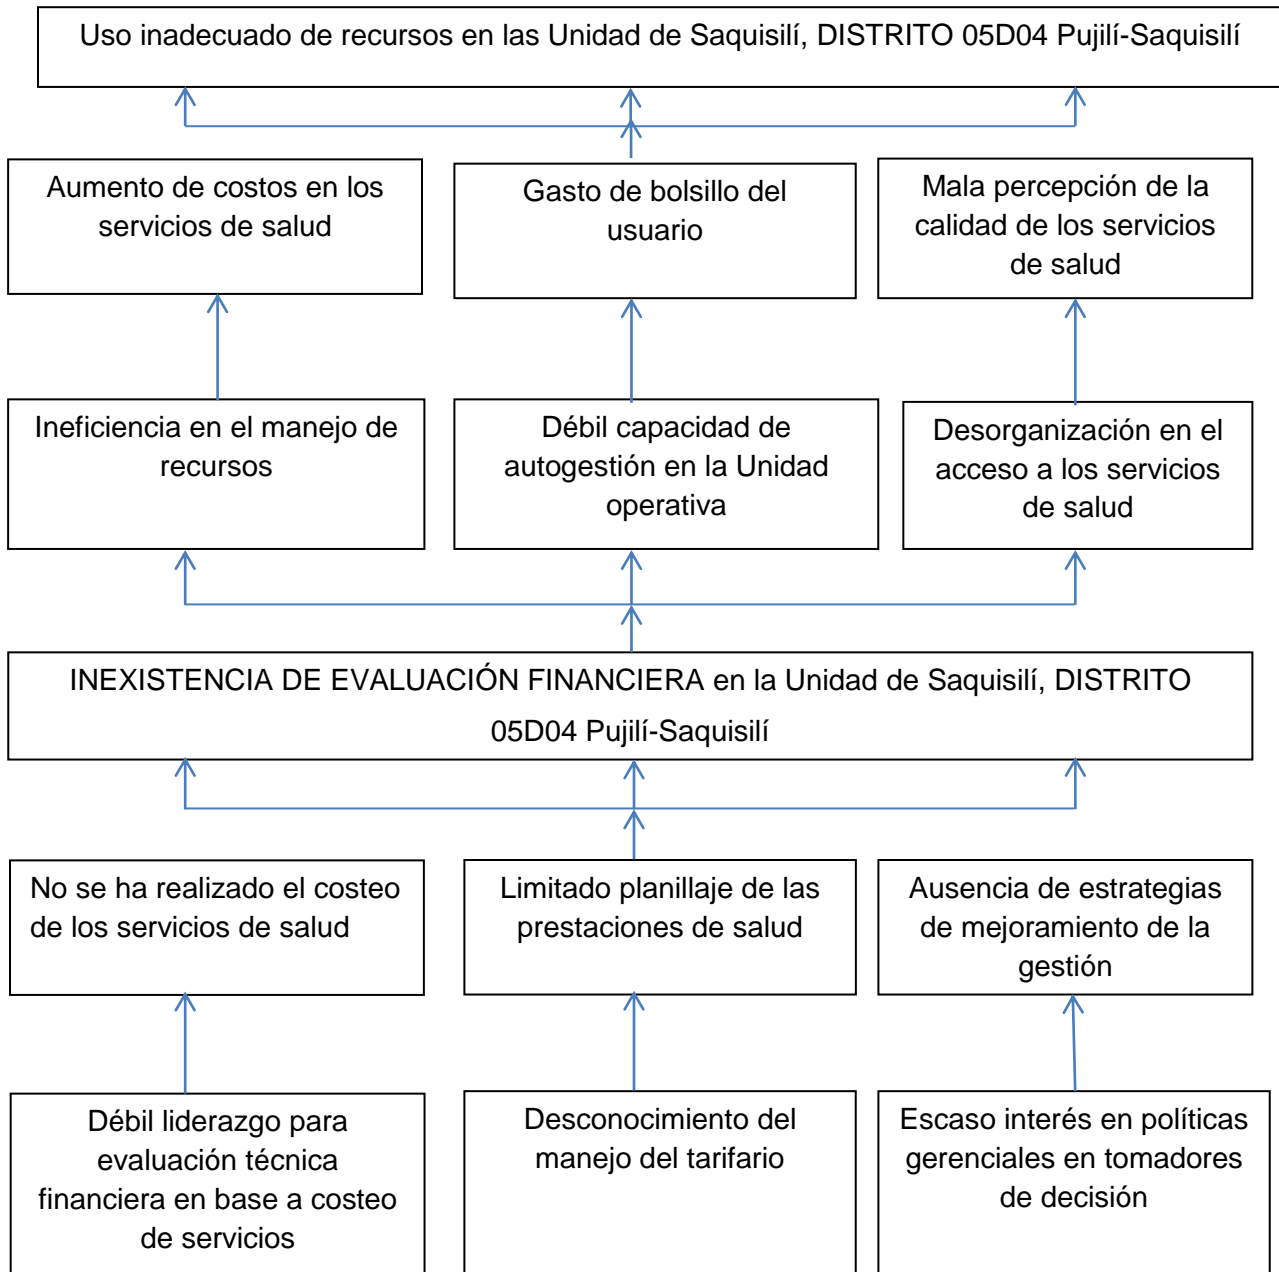 Uso inadecuado de recursos en las Unidad de Saquisilí, DISTRITO 05D04 Pujilí-Saquisilí
Aumento de costos en los
servicios de salud
Gasto de bolsillo del
usuario
Mala percepción de la
calidad de los servicios
de salud
Ineficiencia en el manejo de
recursos
Débil capacidad de
autogestión en la Unidad
operativa
Desorganización en el
acceso a los servicios
de salud
INEXISTENCIA DE EVALUACIÓN FINANCIERA en la Unidad de Saquisilí, DISTRITO
05D04 Pujilí-Saquisilí
No se ha realizado el costeo
de los servicios de salud
Limitado planillaje de las
prestaciones de salud
Ausencia de estrategias
de mejoramiento de la
gestión
Débil liderazgo para
evaluación técnica
financiera en base a costeo
de servicios
Desconocimiento del
manejo del tarifario
Escaso interés en políticas
gerenciales en tomadores
de decisión